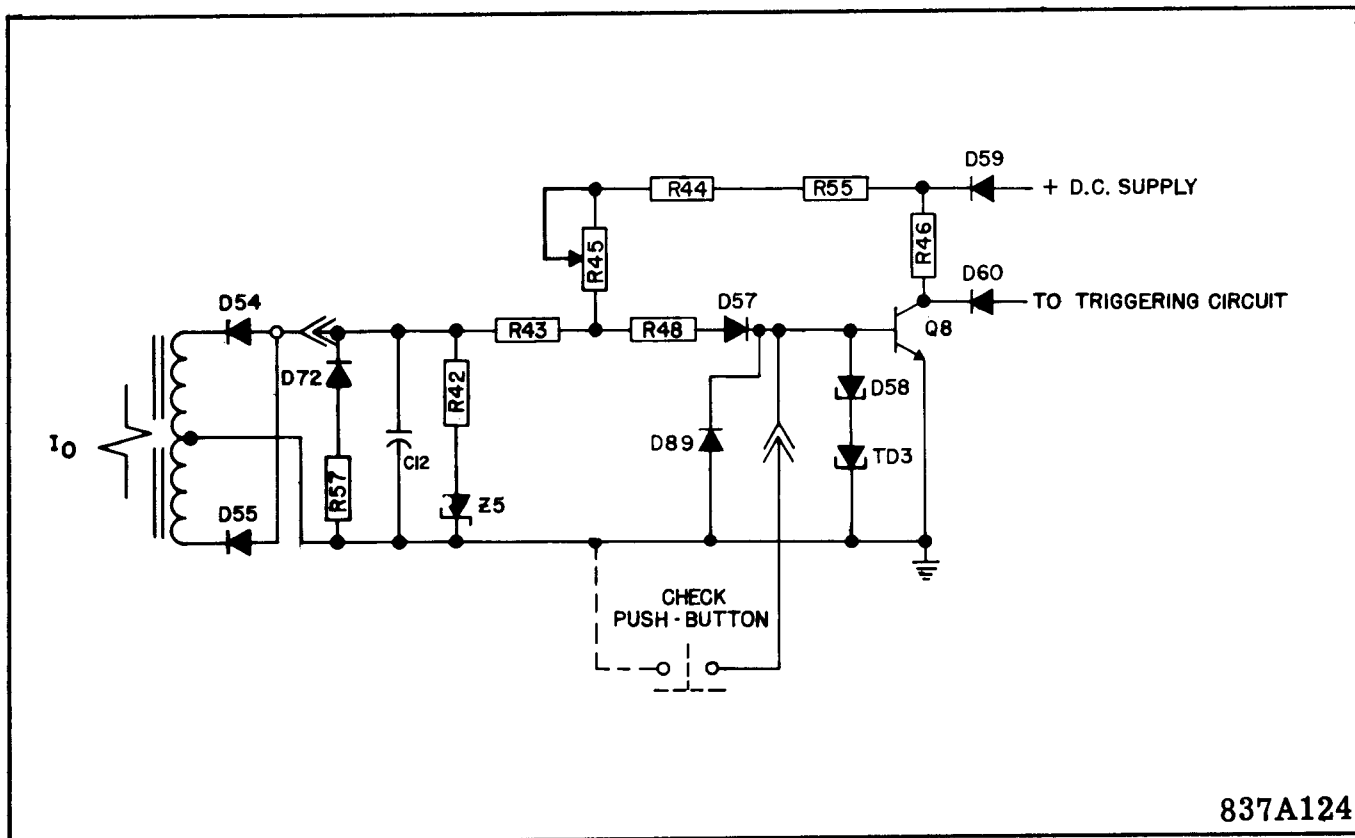 D59
R44
R55
+ D.C. SUPPLY
R45
R46
D60
D54
D57
TO TRIGGERING CIRCUIT
R43
R48
Q8
D72
R42
D58
I0
C12
D89
TD3
R57
Z5
D55
CHECK
PUSH-BUTTON
837A124